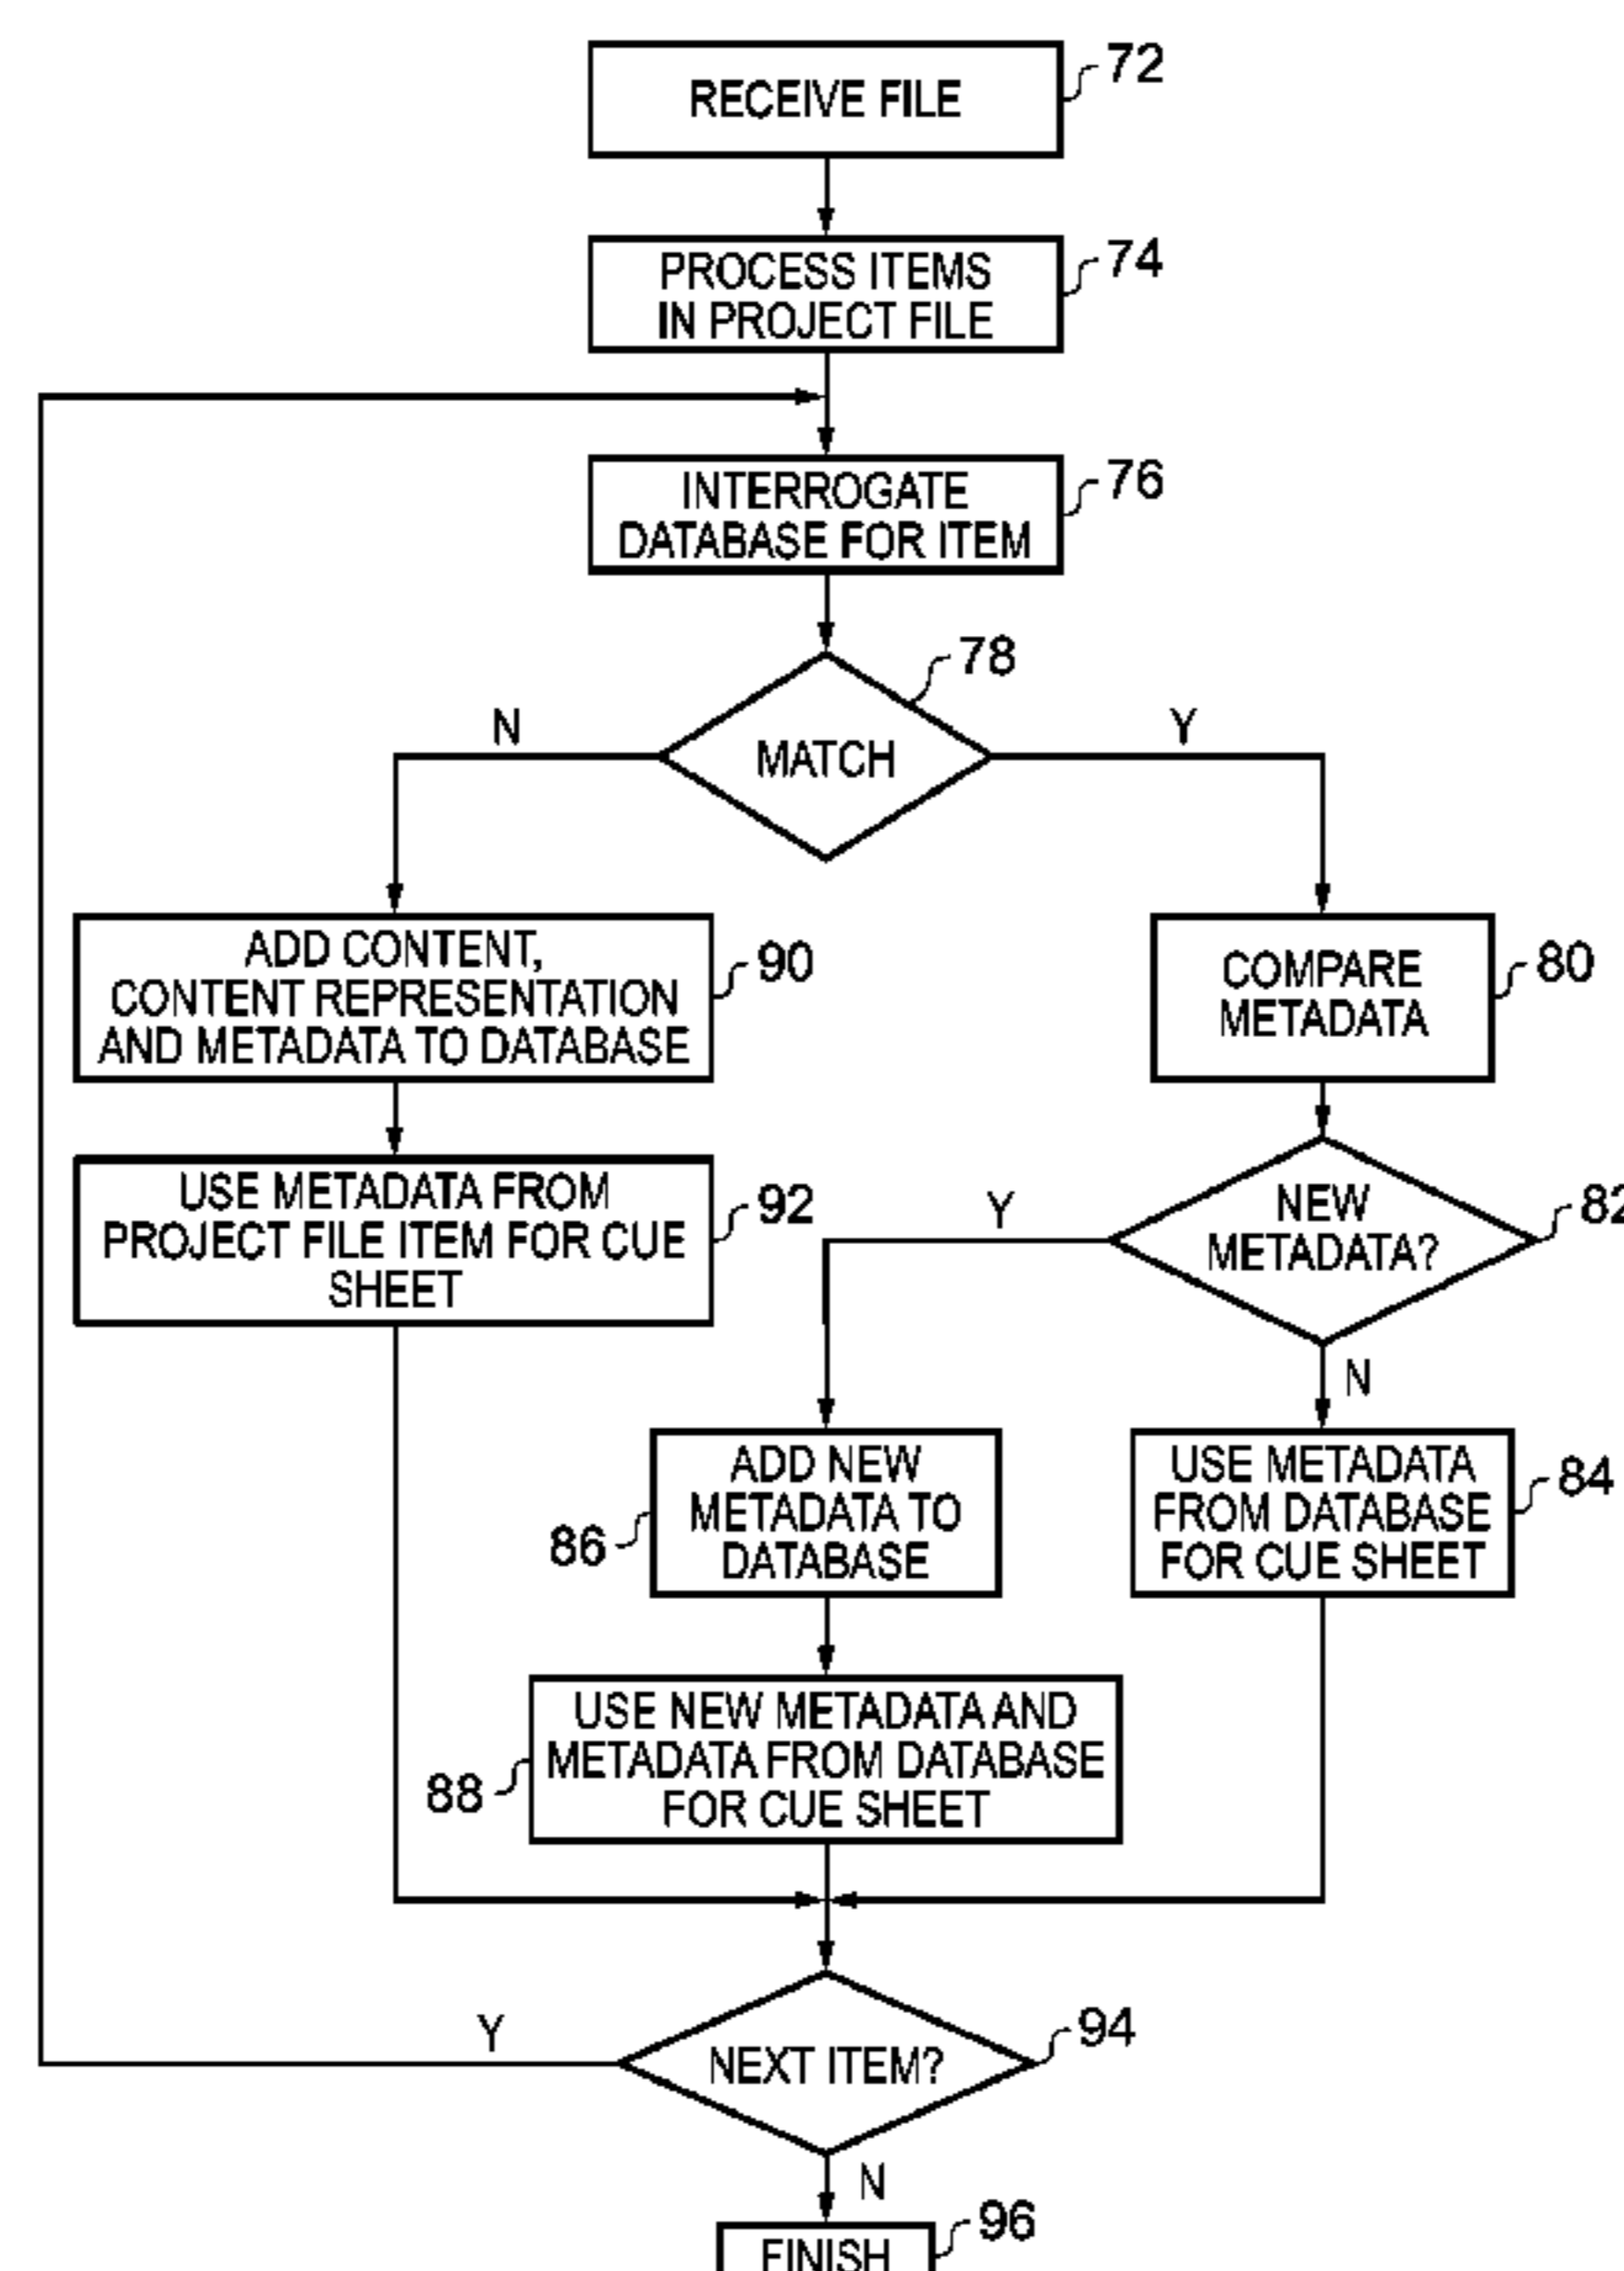 72
RECEIVE FILE
74
PROCESS ITEMS
IN PROJECT FILE
76
INTERROGATE
DATABASE FOR ITEM
78
N
MATCH
Y
90
ADD CONTENT,
CONTENT REPRESENTATION
AND METADATA TO DATABASE
80
COMPARE
METADATA
92
USE METADATA FROM
PROJECT FILE ITEM FOR CUE
SHEET
Y
82
NEW
METADATA?
N
86
ADD NEW
METADATA TO
DATABASE
84
USE METADATA
FROM DATABASE
FOR CUE SHEET
88
USE NEW METADATA AND
METADATA FROM DATABASE
FOR CUE SHEET
Y
94
NEXT ITEM?
N
96
FINISH